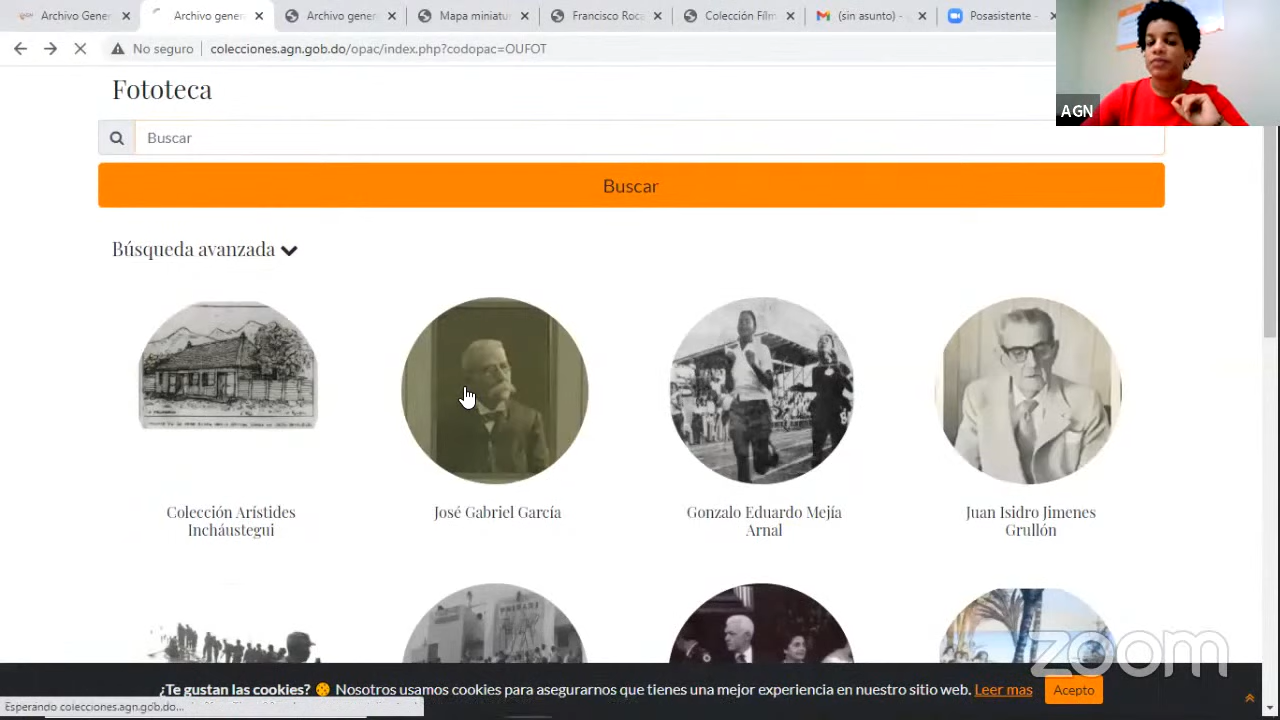 Archivo Gener
Archivo gener
Archivo gener
Mapa miniatur
Francisco Roca
Colección Film
(sin asunto) -
Posasistente -
No seguro
colecciones.agn.gob.do/opac/index.php?codopac=OUFOT
AGN
Fototeca
Buscar
Buscar
Búsqueda avanzada
Colección Arístides
Incháustegui
José Gabriel García
Gonzalo Eduardo Mejía
Arnal
Juan Isidro Jimenes
Grullón
zoom
¿Te gustan las cookies? Nosotros usamos cookies para asegurarnos que tienes una mejor experiencia en nuestro sitio web. Leer mas
Acepto
Esperando colecciones.agn.gob.do...